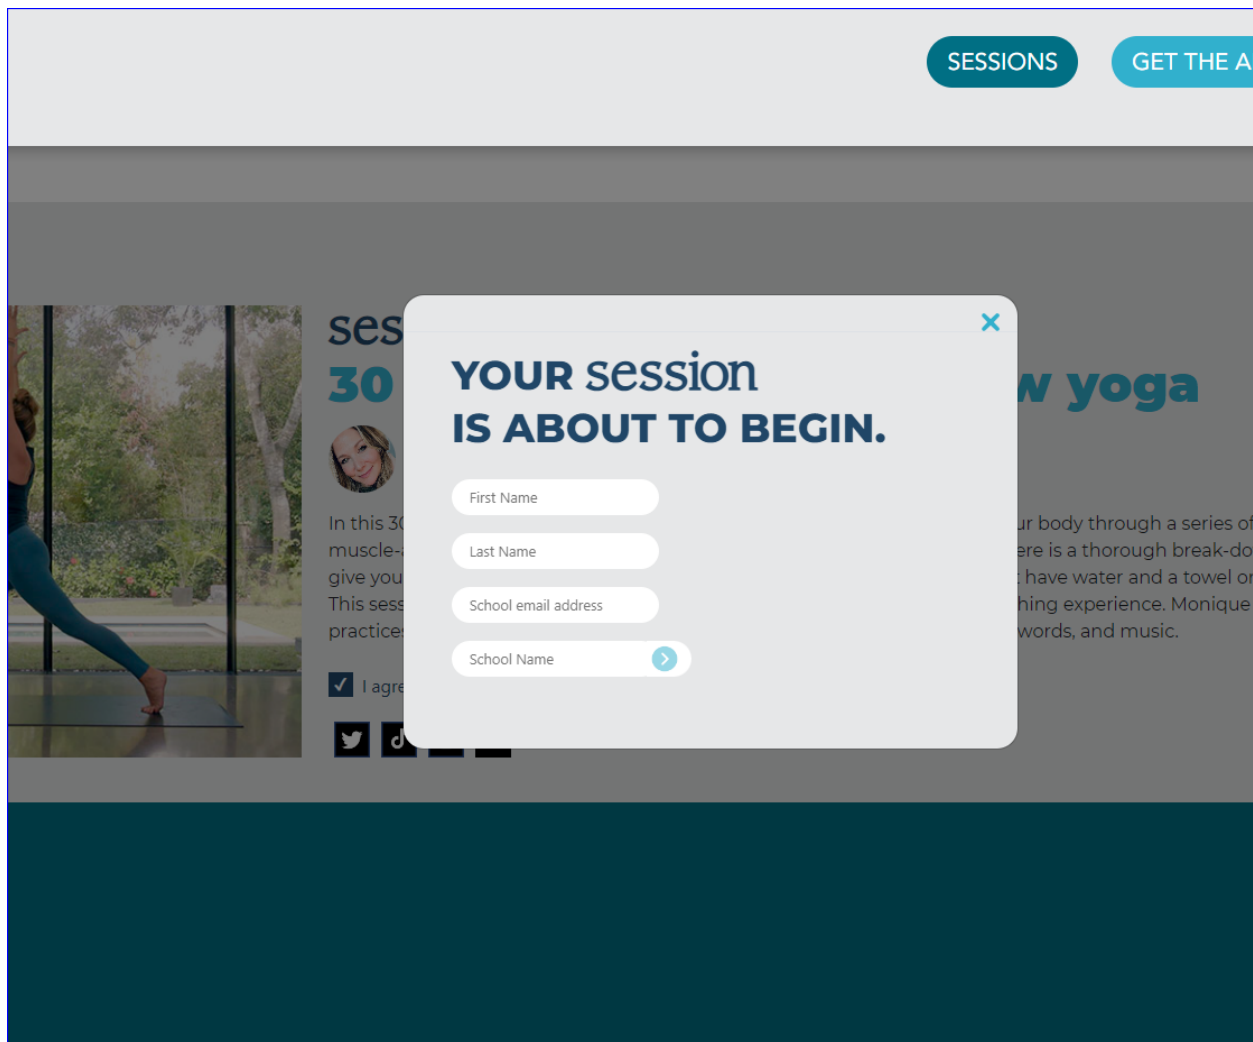 SESSIONS
GET THE A
ses
30
w yoga
YOUR session
IS ABOUT TO BEGIN.
First Name
Last Name
School email address
School Name
In this 30
ur body through a series of
muscle-a
ere is a thorough break-do
give you
have water and a towel or
This sess
hing experience. Monique
practices
words, and music.
I agre